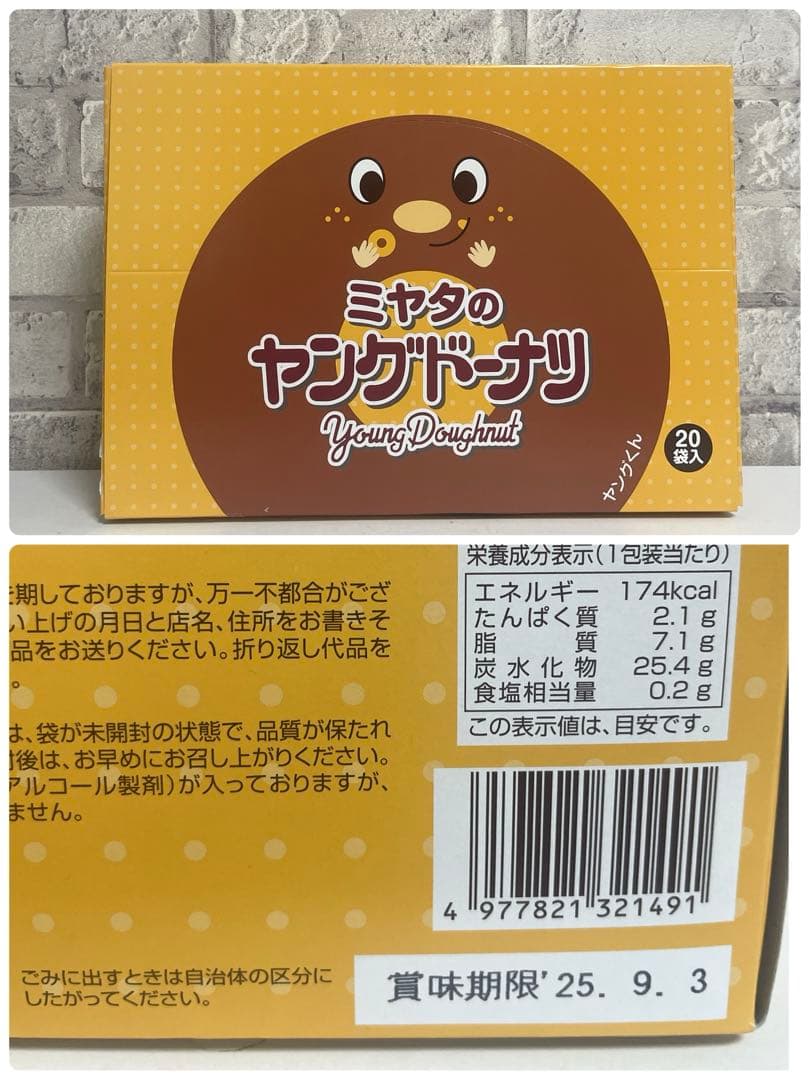 ミヤタの
ヤングドーナツ
Young Doughnut
20
袋入
ヤングくん
を期しておりますが、万一不都合がござ
い上げの月日と店名、住所をお書きそ
品をお送りください。折り返し代品を
。
は、袋が未開封の状態で、品質が保たれ
封後は、お早めにお召し上がりください。
アルコール製剤)が入っておりますが、
ません。
栄養成分表示(1包装当たり)
エネルギー 174kcal
たんぱく質 2.1g
脂質 7.1g
炭水化物 25.4g
食塩相当量 0.2g
この表示値は、目安です。
4 977821 321491
ごみに出すときは自治体の区分に
したがってください。
賞味期限'25. 9. 3